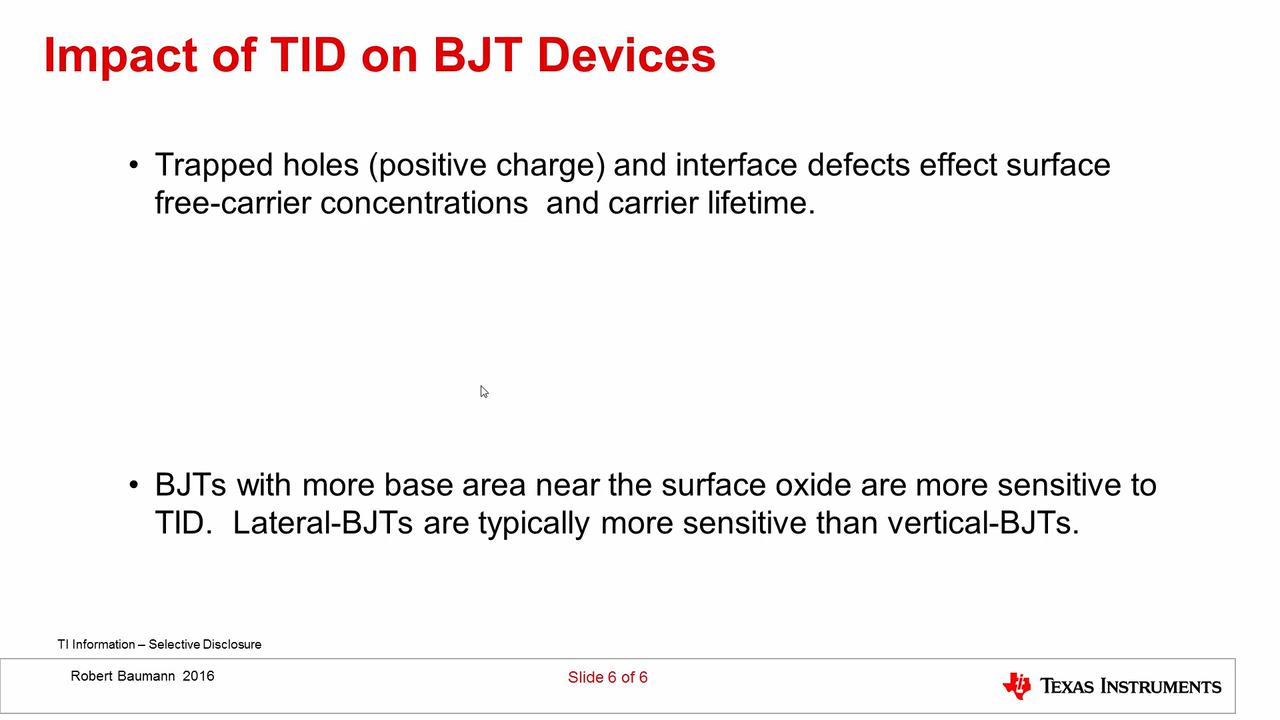 Impact of TID on BJT Devices
• Trapped holes (positive charge) and interface defects effect surface
free-carrier concentrations  and carrier lifetime.
• BJTs with more base area near the surface oxide are more sensitive to
TID.  Lateral-BJTs are typically more sensitive than vertical-BJTs.
TI Information – Selective Disclosure
Robert Baumann  2016
Slide 6 of 6
TEXAS INSTRUMENTS